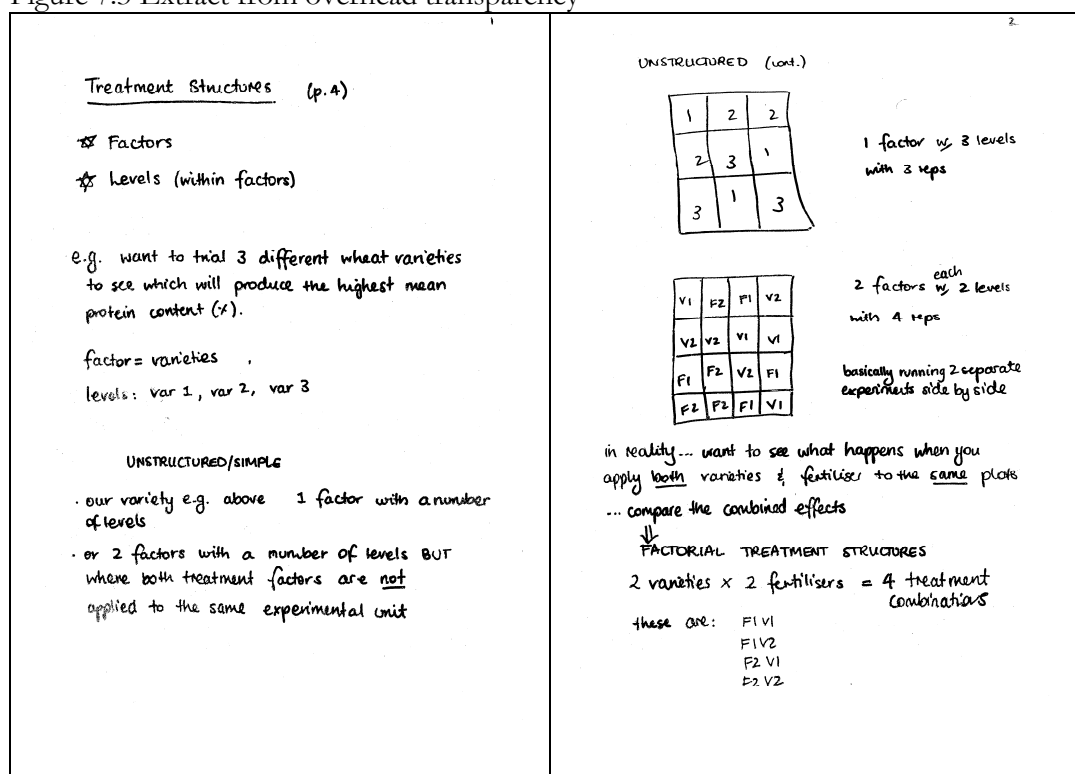 Figure 7.3 Extract from overhead transparency
1
Treatment Structures (p.4)
☆ Factors
☆ Levels (within factors)
e.g. want to trial 3 different wheat varieties
to see which will produce the highest mean
protein content (%).
factor = varieties
levels: var 1, var 2, var 3
UNSTRUCTURED/SIMPLE
· our variety e.g. above 1 factor with a number
of levels
· or 2 factors with a number of levels BUT
where both treatment factors are not
applied to the same experimental unit
2
UNSTRUCTURED (cont.)
1 2 2
2 3 1
3 1 3
1 factor w 3 levels
with 3 reps
V1 F2 F1 V2
V2 V2 V1 V1
F1 F2 V2 F1
F2 F2 F1 V1
2 factors each w 2 levels
with 4 reps
basically running 2 separate
experiments side by side
in reality... want to see what happens when you
apply both varieties & fertiliser to the same plots
... compare the combined effects
⇓
FACTORIAL TREATMENT STRUCTURES
2 varieties x 2 fertilisers = 4 treatment
combinations
these are: F1V1
F1V2
F2V1
F2V2